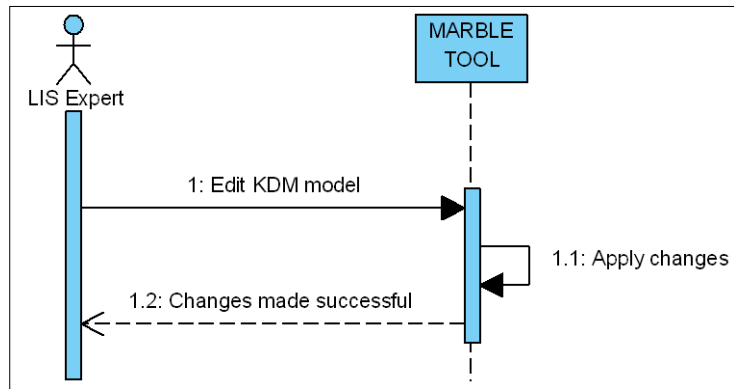 MARBLE
TOOL
LIS Expert
1: Edit KDM model
1.1: Apply changes
1.2: Changes made successful